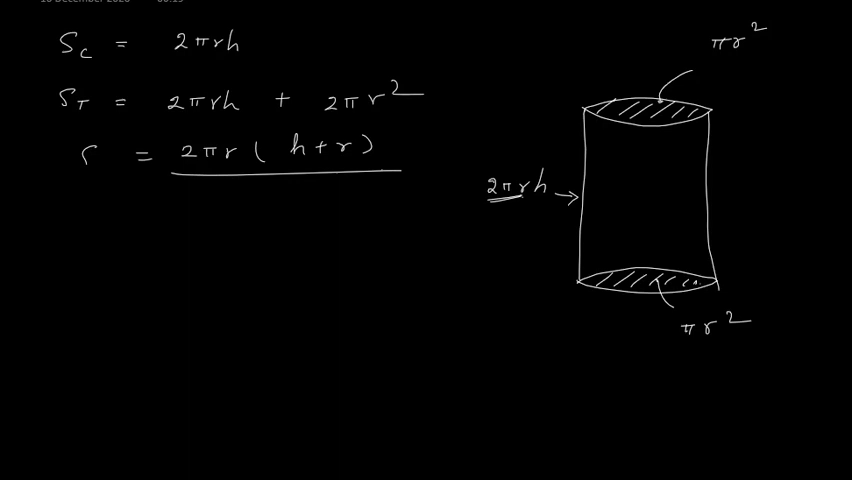 S_C = 2πrh
S_T = 2πrh + 2πr²
= 2πr ( h + r )
πr²
2πrh →
πr²